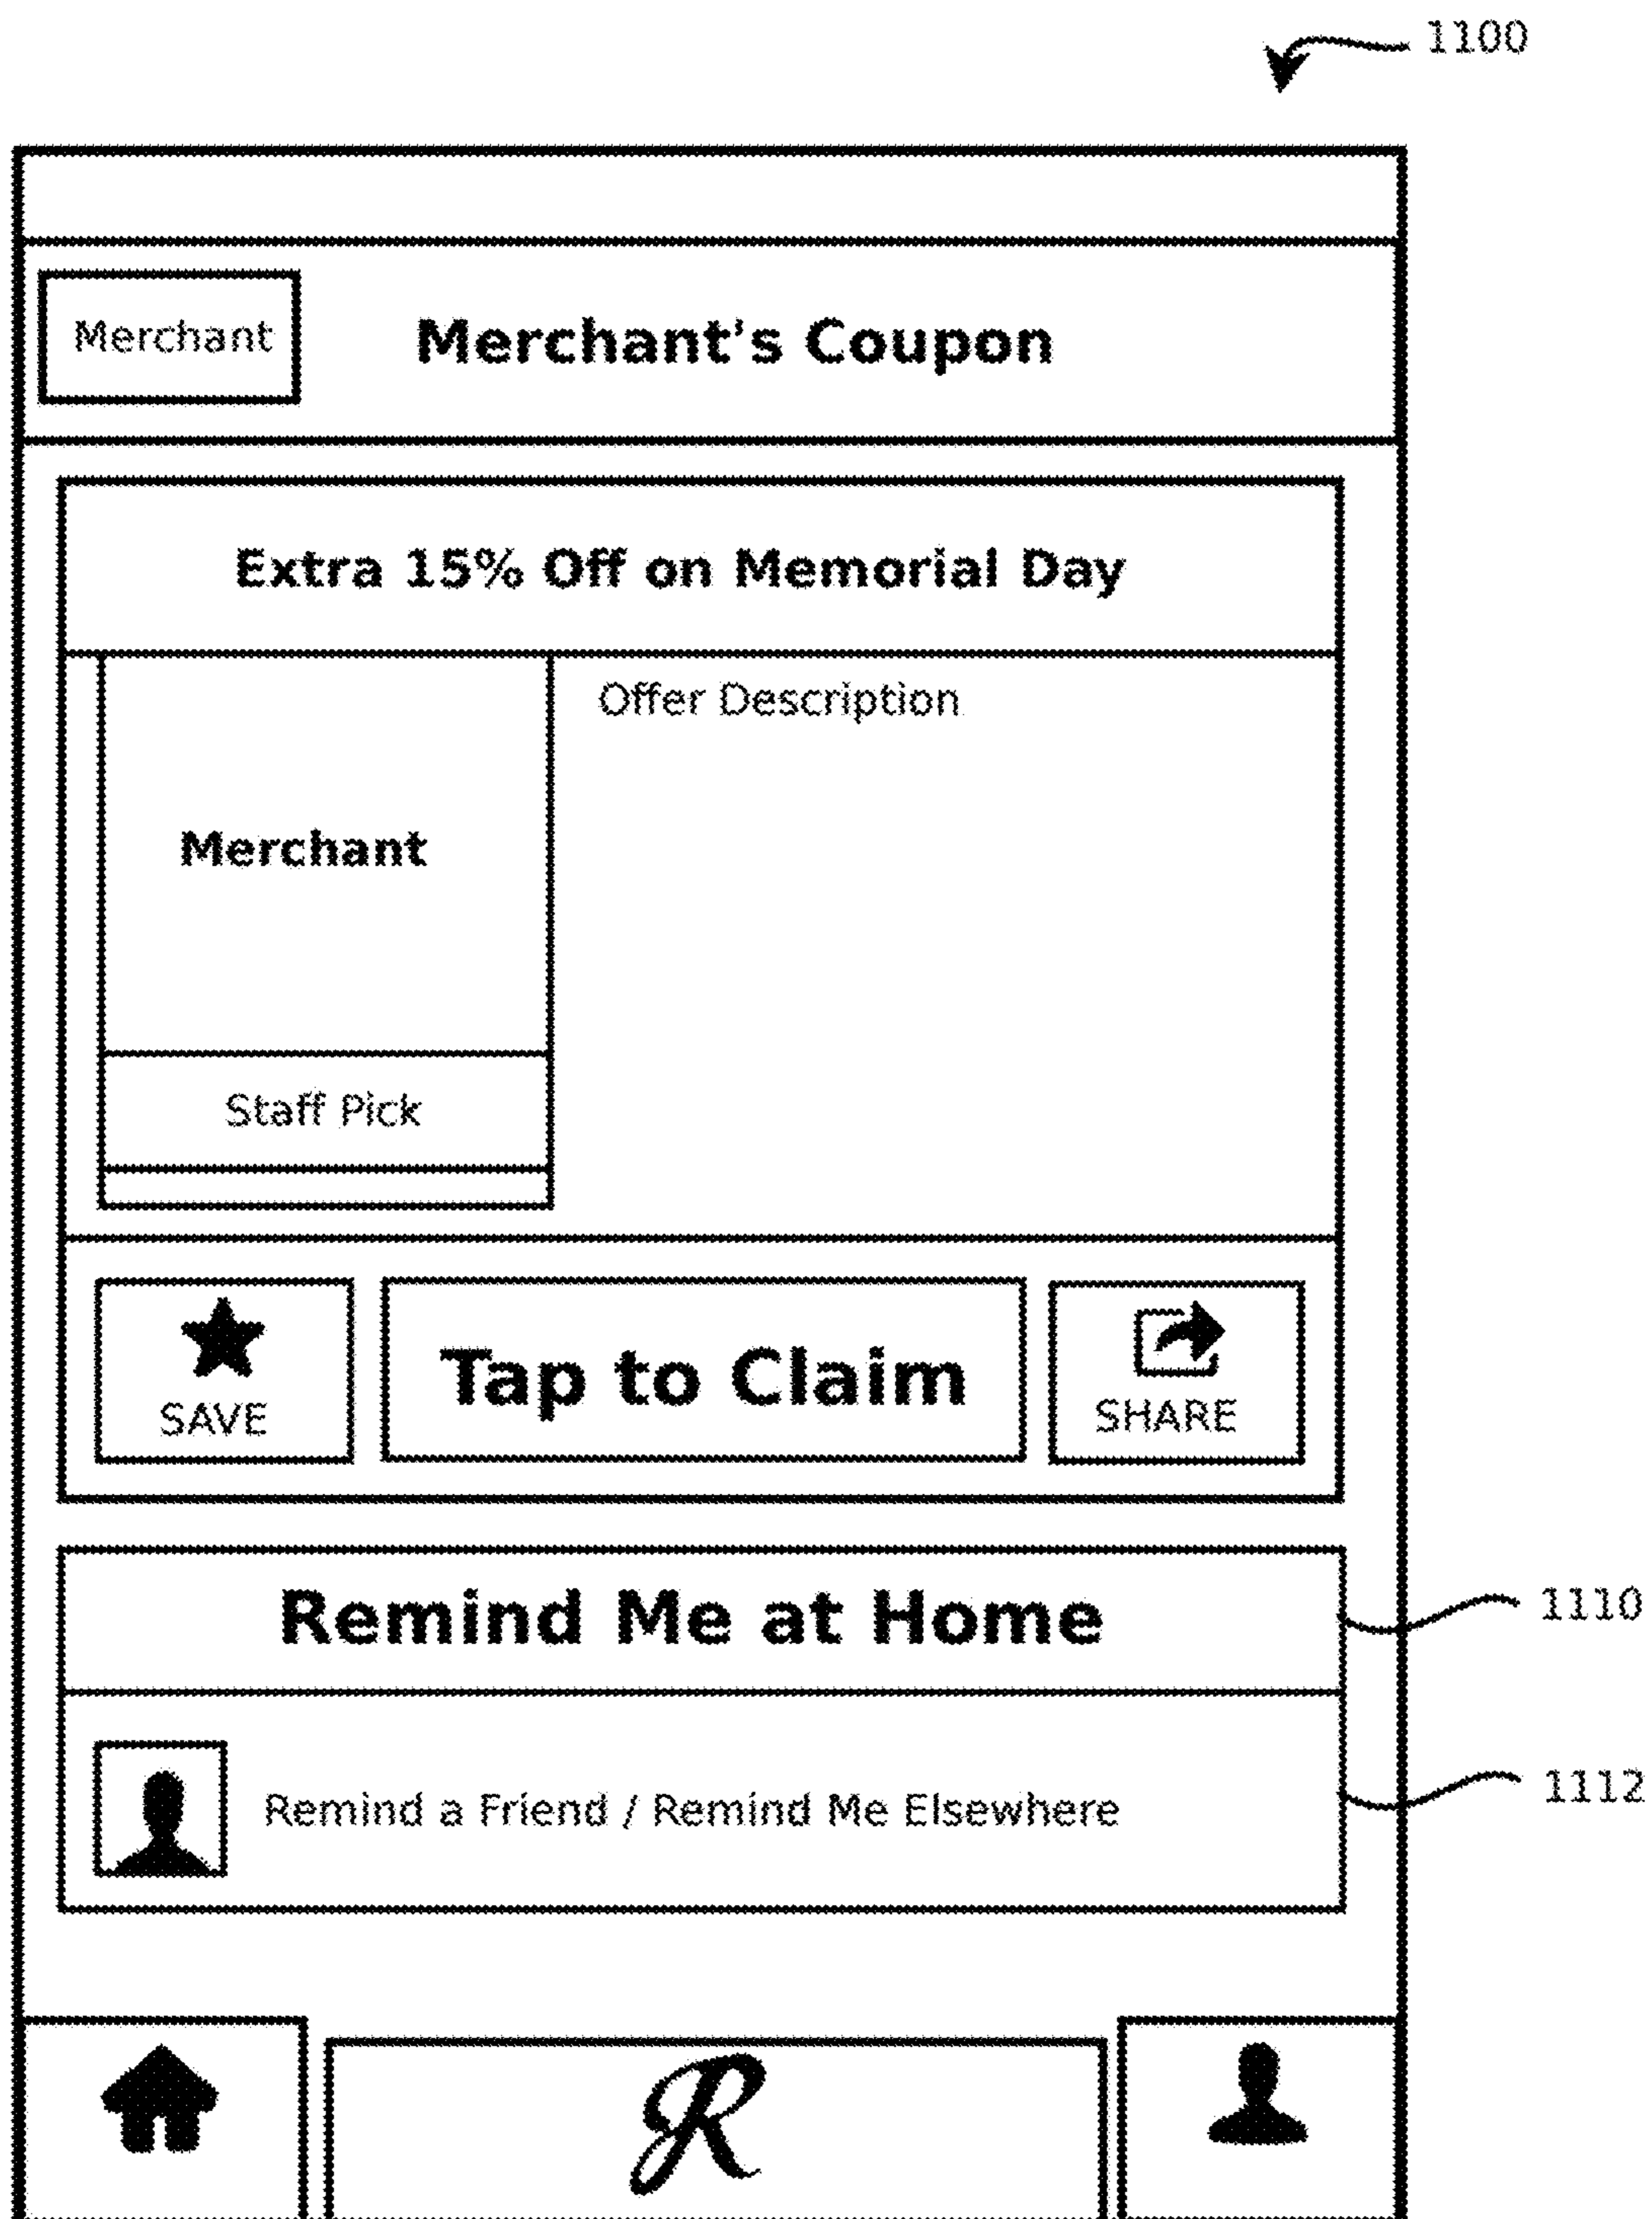 1100
Merchant
Merchant's Coupon
Extra 15% Off on Memorial Day
Offer Description
Merchant
Staff Pick
SAVE
Tap to Claim
SHARE
Remind Me at Home
1110
Remind a Friend / Remind Me Elsewhere
1112
R